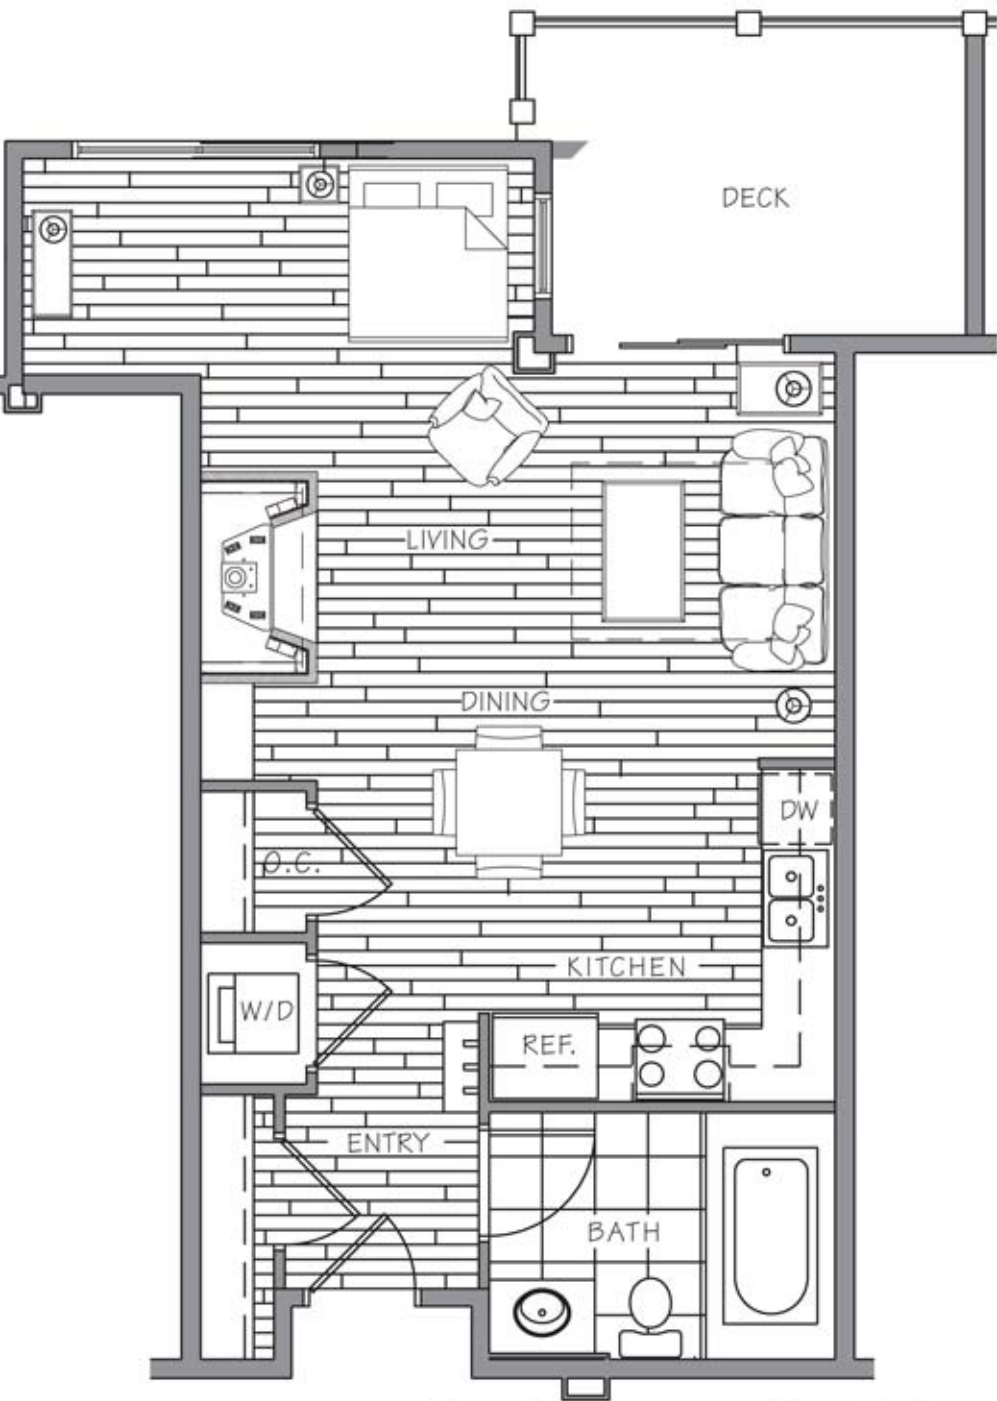 DECK
LIVING
DINING
DW
O.C.
KITCHEN
W/D
REF.
ENTRY
BATH